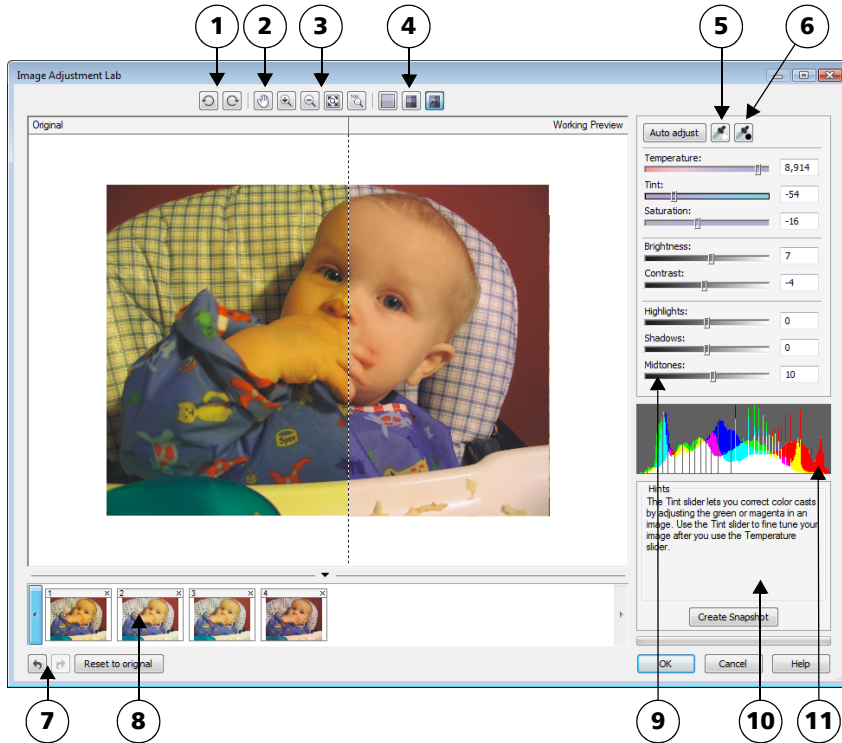 1 2 3 4 5 6
Image Adjustment Lab
100%
Original Working Preview
Auto adjust
Temperature:
8,914
Tint:
-54
Saturation:
-16
Brightness:
7
Contrast:
-4
Highlights:
0
Shadows:
0
Midtones:
10
Spot
Hints
The Tint slider lets you correct color casts
by adjusting the green or magenta in an
image. Use the Tint slider to fine tune your
image after you use the Temperature
slider.
1 2 3 4
Create Snapshot
Reset to original
OK Cancel Help
7 8 9 10 11